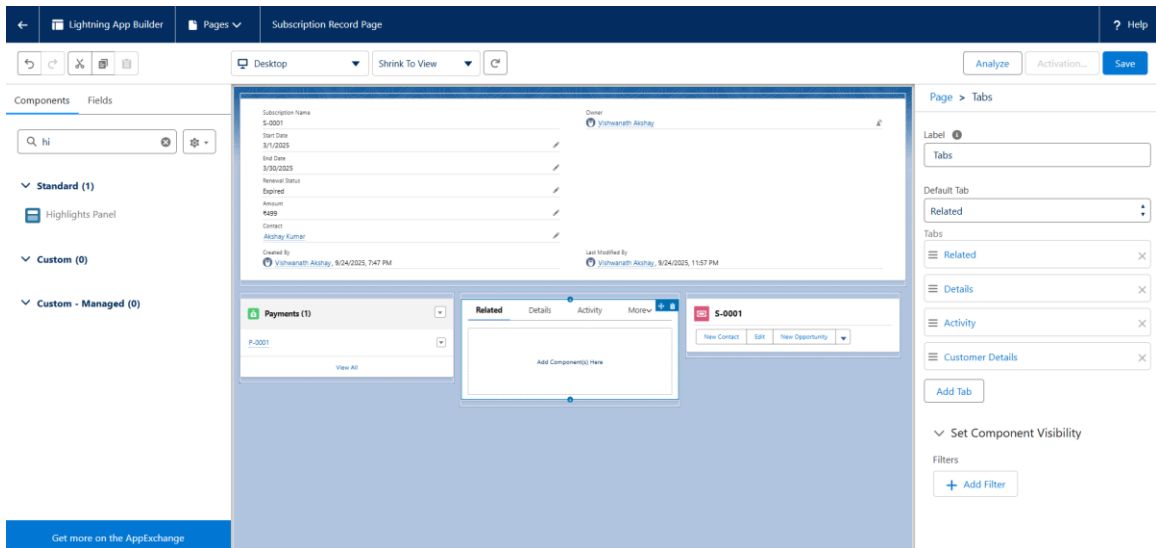 Lightning App Builder
Pages
Subscription Record Page
? Help
Desktop
Shrink To View
Analyze
Activation...
Save
Components
Fields
hi
Standard (1)
Highlights Panel
Custom (0)
Custom - Managed (0)
Get more on the AppExchange
Subscription Name
S-0001
Start Date
3/1/2025
End Date
3/30/2025
Renewal Status
Expired
Amount
₹499
Contact
Akshay Kumar
Created By
Vishwanath Akshay, 9/24/2025, 7:47 PM
Owner
Vishwanath Akshay
Last Modified By
Vishwanath Akshay, 9/24/2025, 11:57 PM
Payments (1)
P-0001
View All
Related
Details
Activity
More
Add Component(s) Here
S-0001
New Contact
Edit
New Opportunity
Page > Tabs
Label
Tabs
Default Tab
Related
Tabs
Related
Details
Activity
Customer Details
Add Tab
Set Component Visibility
Filters
+ Add Filter